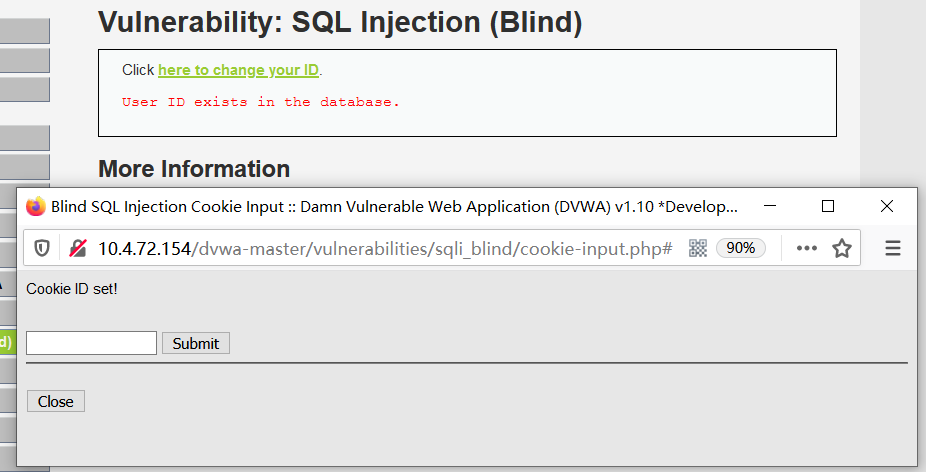 Vulnerability: SQL Injection (Blind)
Click here to change your ID.
User ID exists in the database.
More Information
Blind SQL Injection Cookie Input :: Damn Vulnerable Web Application (DVWA) v1.10 *Develop...
10.4.72.154/dvwa-master/vulnerabilities/sqli_blind/cookie-input.php#
90%
Cookie ID set!
d)
Submit
Close